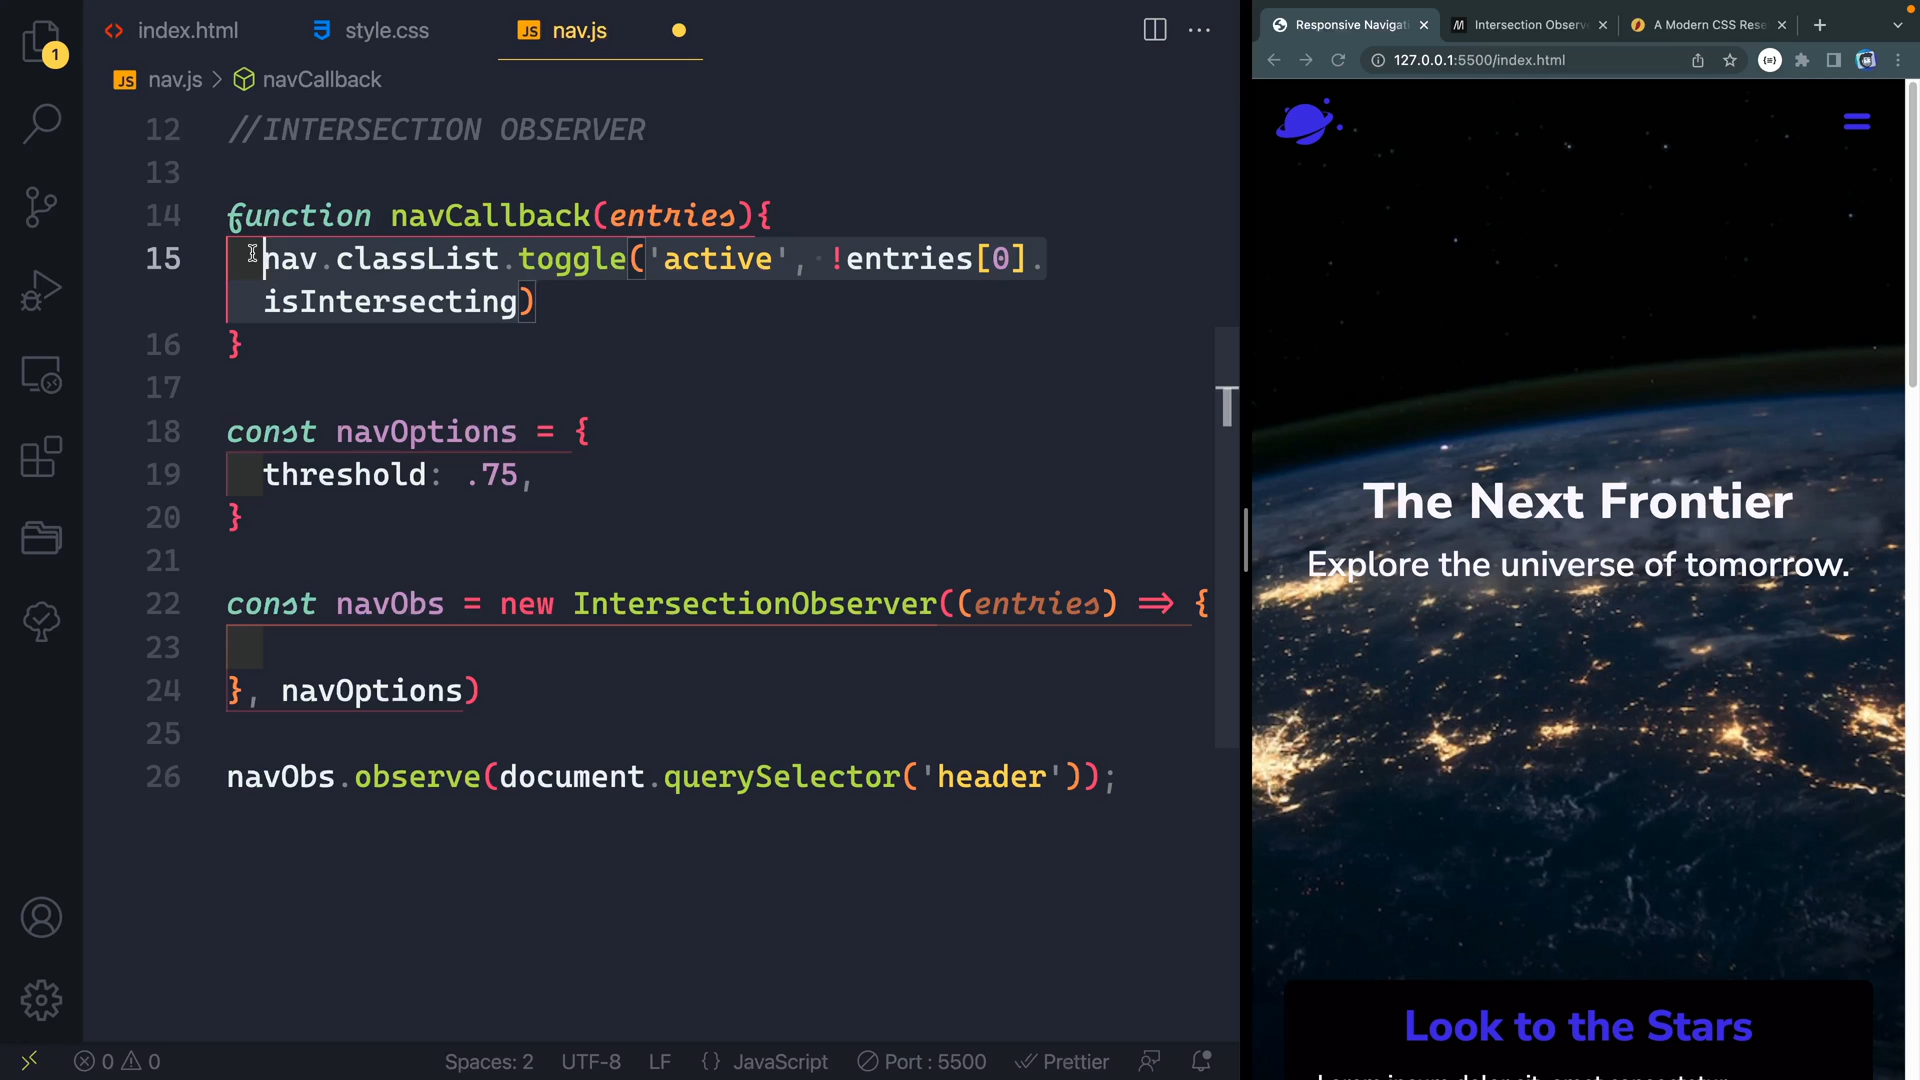 index.html
style.css
JS nav.js
1
JS nav.js > navCallback
12 //INTERSECTION OBSERVER
13
14 function navCallback(entries){
15 nav.classList.toggle('active', !entries[0].
isIntersecting)
16 }
17
18 const navOptions = {
19 threshold: .75,
20 }
21
22 const navObs = new IntersectionObserver((entries) => {
23
24 }, navOptions)
25
26 navObs.observe(document.querySelector('header'));
0 0
Spaces: 2 UTF-8 LF {} JavaScript Port : 5500 Prettier
Responsive Navigati
Intersection Observ
A Modern CSS Rese
127.0.0.1:5500/index.html
The Next Frontier
Explore the universe of tomorrow.
Look to the Stars